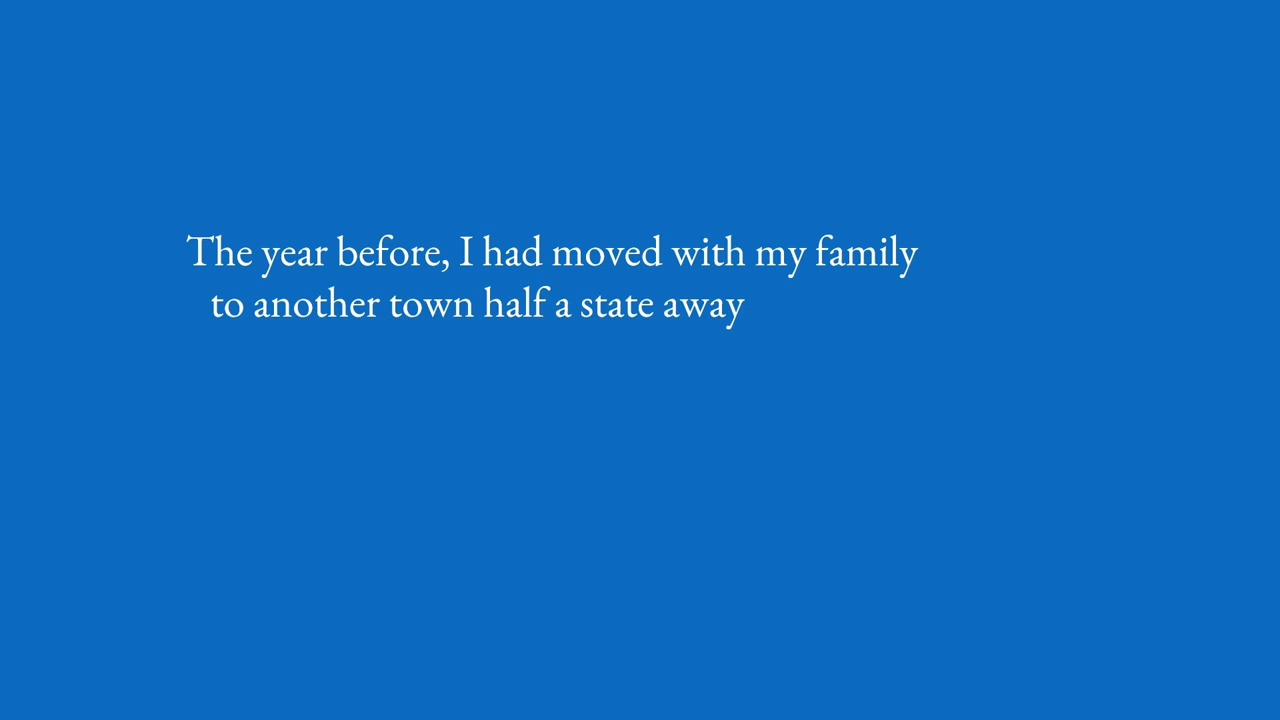 The year before, I had moved with my family
to another town half a state away